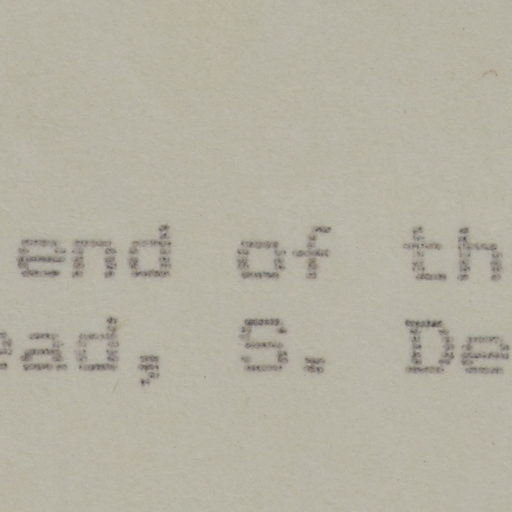 end of th
ead, S. De